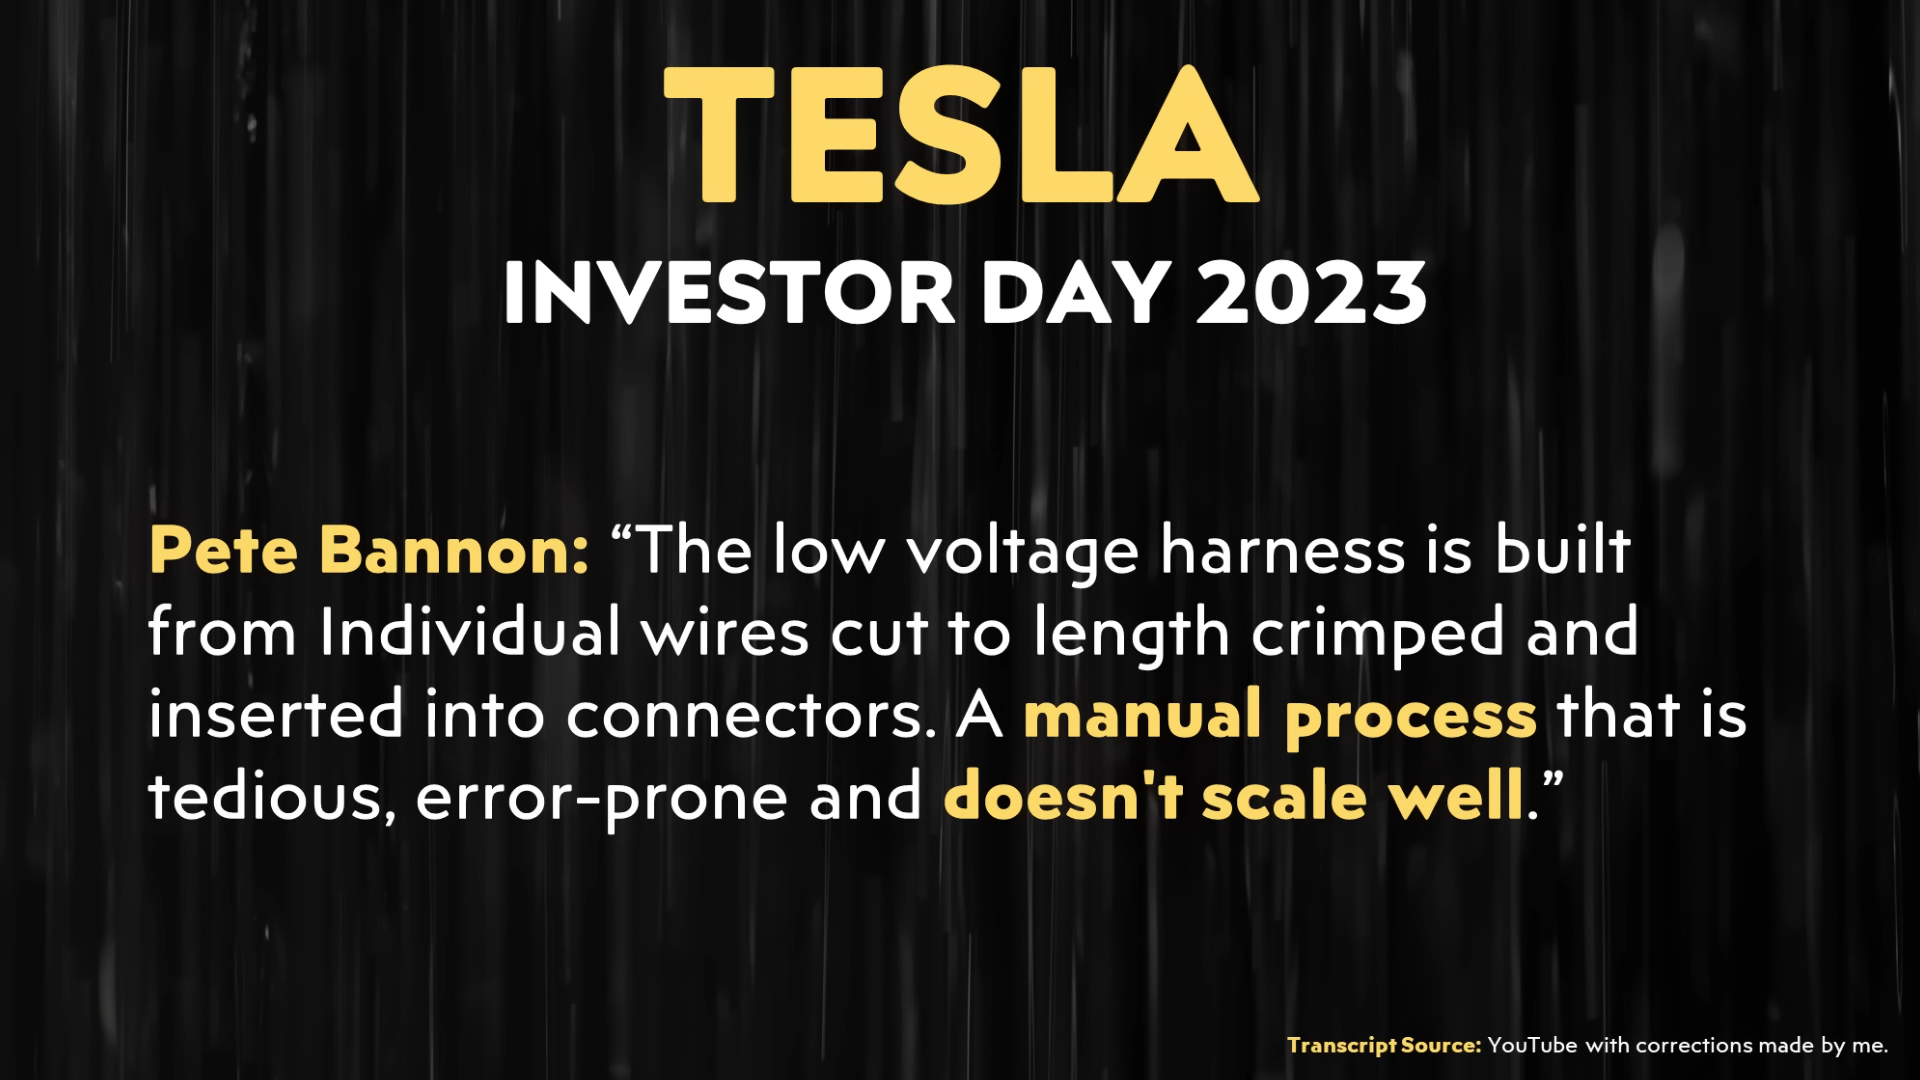 TESLA
INVESTOR DAY 2023
Pete Bannon: “The low voltage harness is built
from Individual wires cut to length crimped and
inserted into connectors. A manual process that is
tedious, error-prone and doesn't scale well.”
Transcript Source: YouTube with corrections made by me.